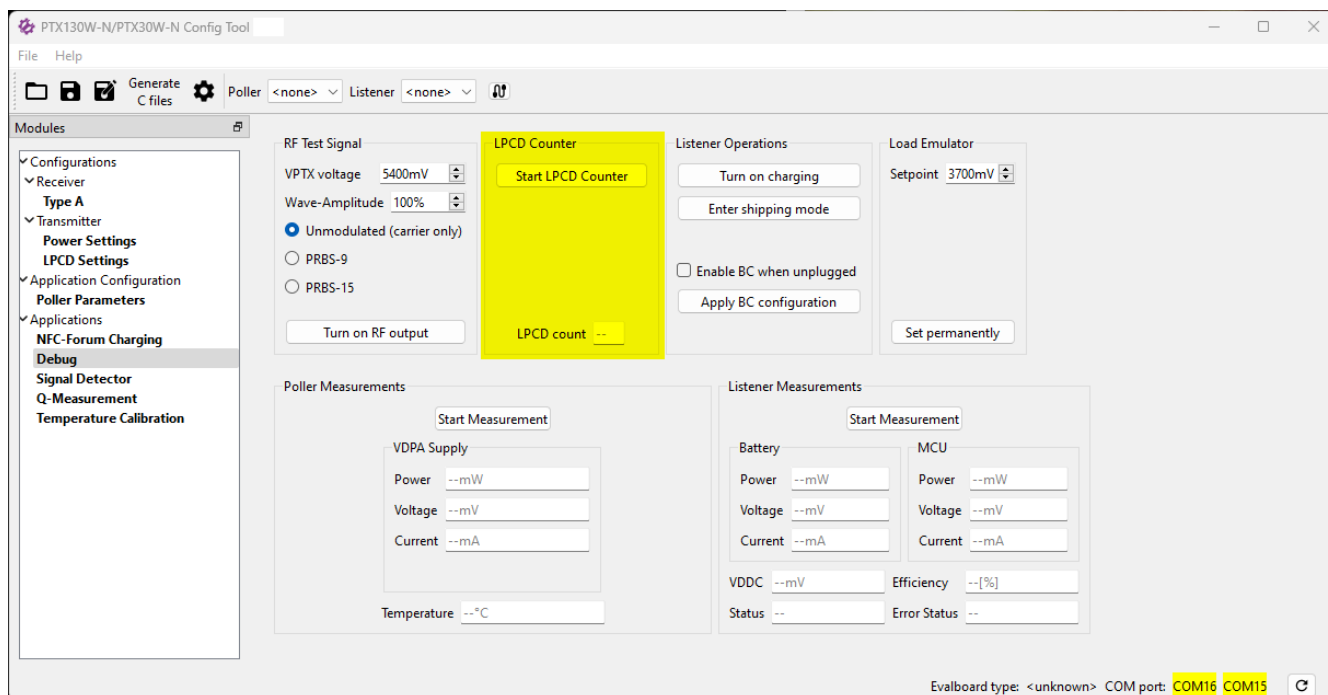 PTX130W-N/PTX30W-N Config Tool
File Help
Generate
C files
Poller <none> Listener <none>
Modules
Configurations
Receiver
Type A
Transmitter
Power Settings
LPCD Settings
Application Configuration
Poller Parameters
Applications
NFC-Forum Charging
Debug
Signal Detector
Q-Measurement
Temperature Calibration
RF Test Signal
VPTX voltage 5400mV
Wave-Amplitude 100%
Unmodulated (carrier only)
PRBS-9
PRBS-15
Turn on RF output
LPCD Counter
Start LPCD Counter
LPCD count --
Listener Operations
Turn on charging
Enter shipping mode
Enable BC when unplugged
Apply BC configuration
Load Emulator
Setpoint 3700mV
Set permanently
Poller Measurements
Start Measurement
VDPA Supply
Power --mW
Voltage --mV
Current --mA
Temperature --°C
Listener Measurements
Start Measurement
Battery
Power --mW
Voltage --mV
Current --mA
MCU
Power --mW
Voltage --mV
Current --mA
VDDC --mV Efficiency --[%]
Status -- Error Status --
Evalboard type: <unknown> COM port: COM16 COM15